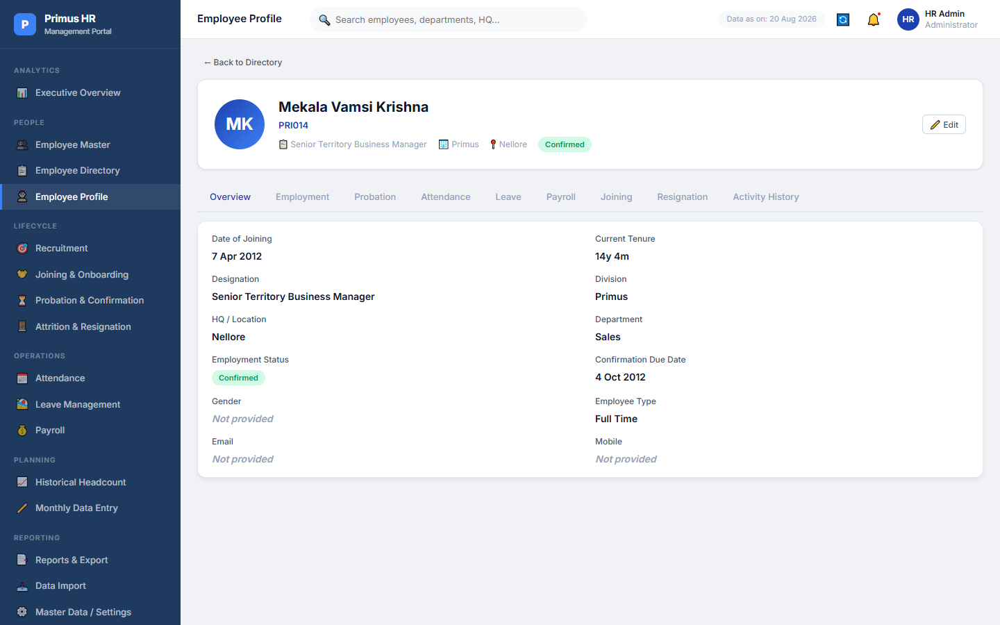 P
Primus HR
Management Portal
ANALYTICS
Executive Overview
PEOPLE
Employee Master
Employee Directory
Employee Profile
LIFECYCLE
Recruitment
Joining & Onboarding
Probation & Confirmation
Attrition & Resignation
OPERATIONS
Attendance
Leave Management
Payroll
PLANNING
Historical Headcount
Monthly Data Entry
REPORTING
Reports & Export
Data Import
Master Data / Settings
Employee Profile
Search employees, departments, HQ...
Data as on: 20 Aug 2026
HR
HR Admin
Administrator
← Back to Directory
MK
Mekala Vamsi Krishna
PRI014
Senior Territory Business Manager Primus Nellore Confirmed
Edit
Overview Employment Probation Attendance Leave Payroll Joining Resignation Activity History
Date of Joining
7 Apr 2012
Current Tenure
14y 4m
Designation
Senior Territory Business Manager
Division
Primus
HQ / Location
Nellore
Department
Sales
Employment Status
Confirmed
Confirmation Due Date
4 Oct 2012
Gender
Not provided
Employee Type
Full Time
Email
Not provided
Mobile
Not provided